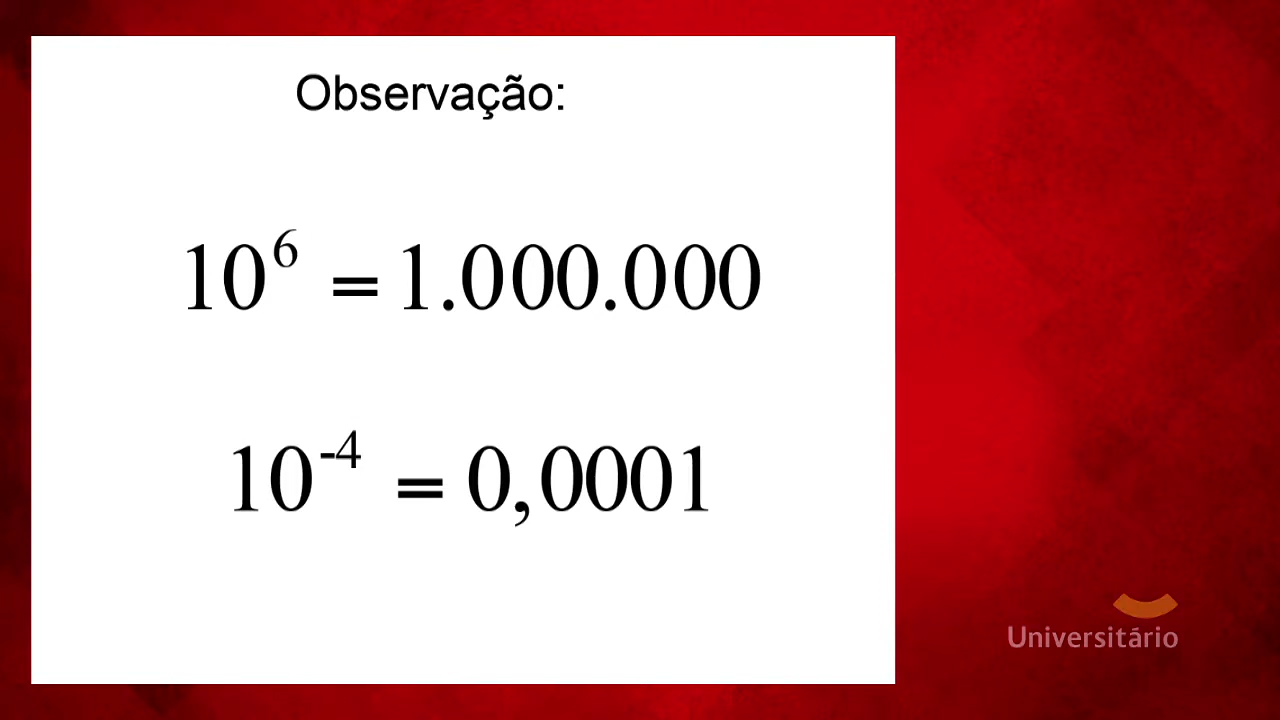 Observação:
10⁶ = 1.000.000
10⁻⁴ = 0,0001
Universitário